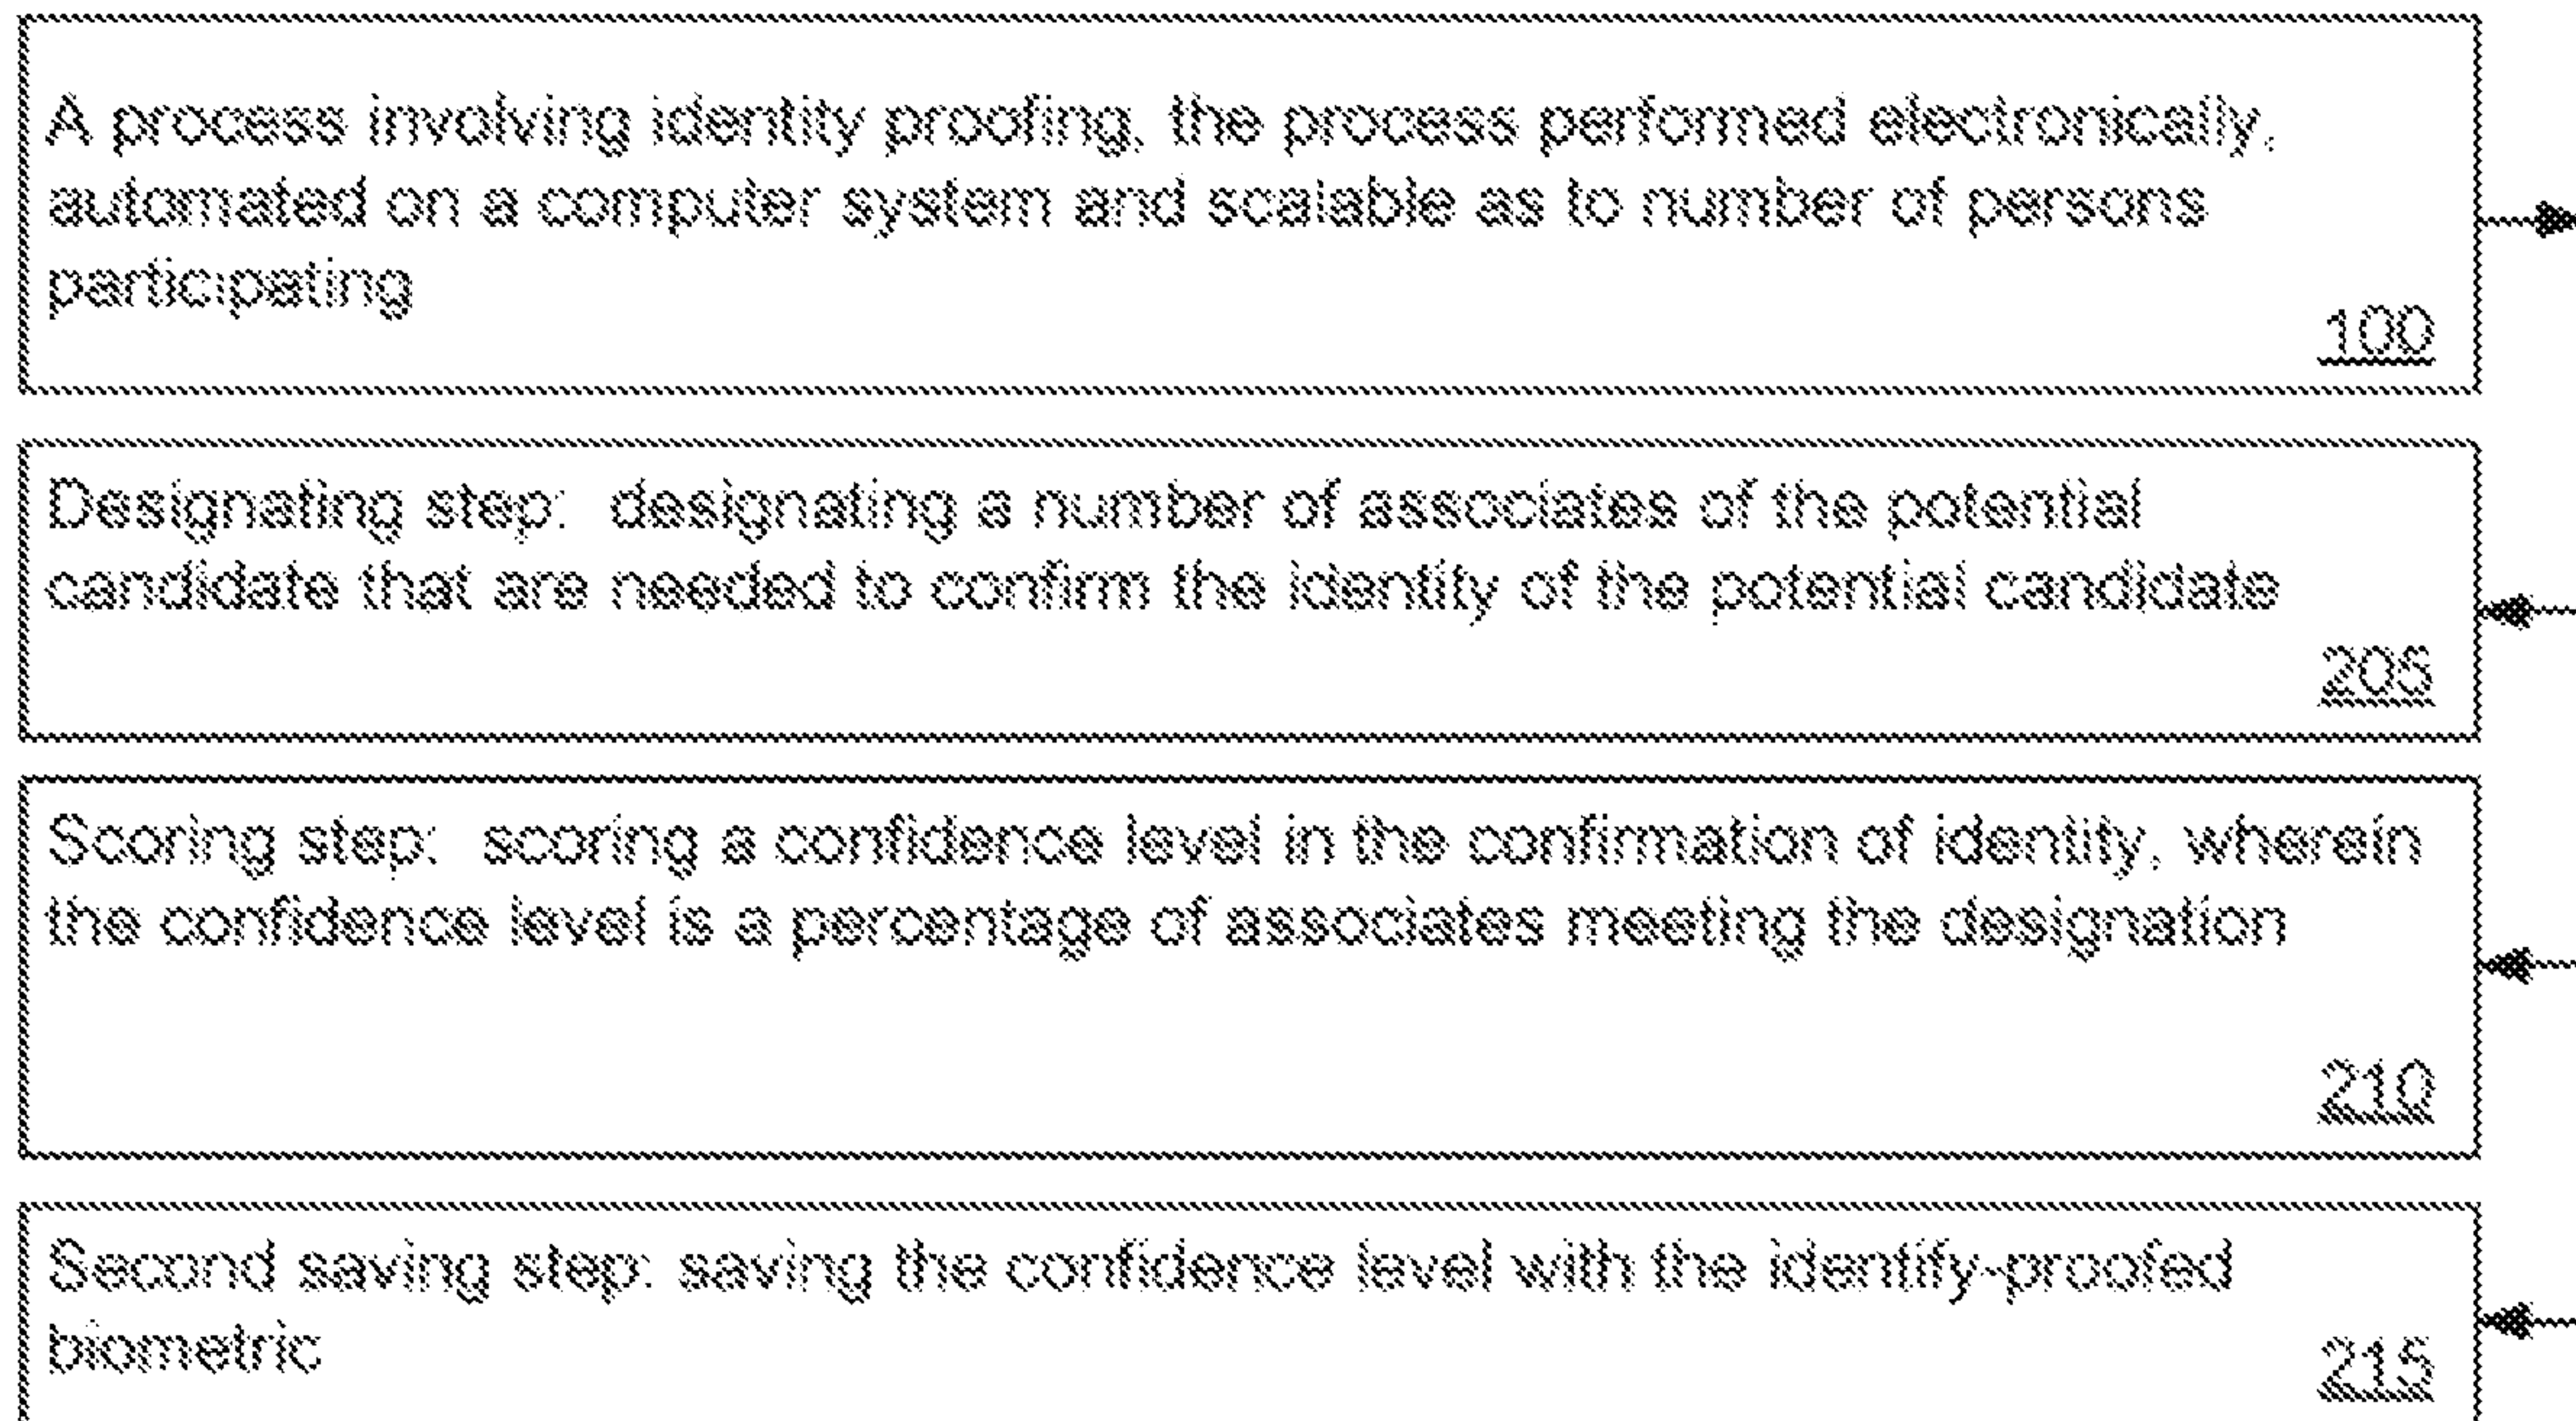 A process involving identity proofing, the process performed electronically,
automated on a computer system and scalable as to number of persons
participating
100
Designating step: designating a number of associates of the potential
candidate that are needed to confirm the identity of the potential candidate
205
Scoring step: scoring a confidence level in the confirmation of identity, wherein
the confidence level is a percentage of associates meeting the designation
210
Second saving step: saving the confidence level with the identify-proofed
biometric
215